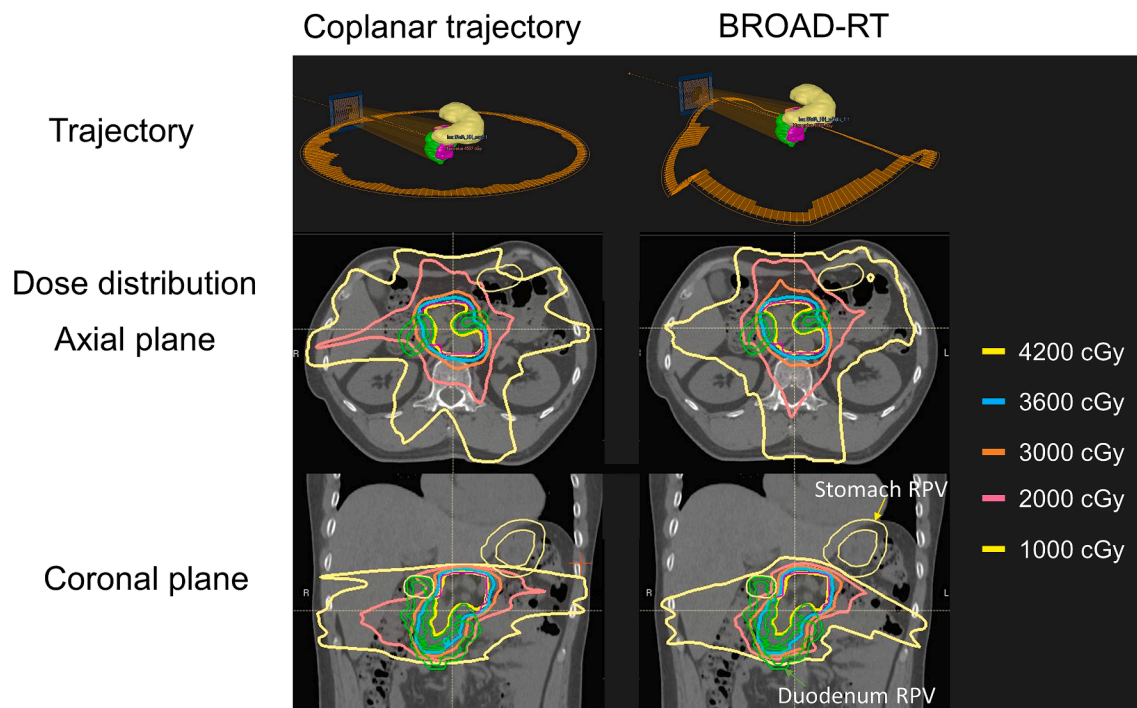 Coplanar trajectory
BROAD-RT
Trajectory
Dose distribution
Axial plane
R
R
L
4200 cGy
3600 cGy
3000 cGy
2000 cGy
1000 cGy
Stomach RPV
Coronal plane
R
R
L
Duodenum RPV